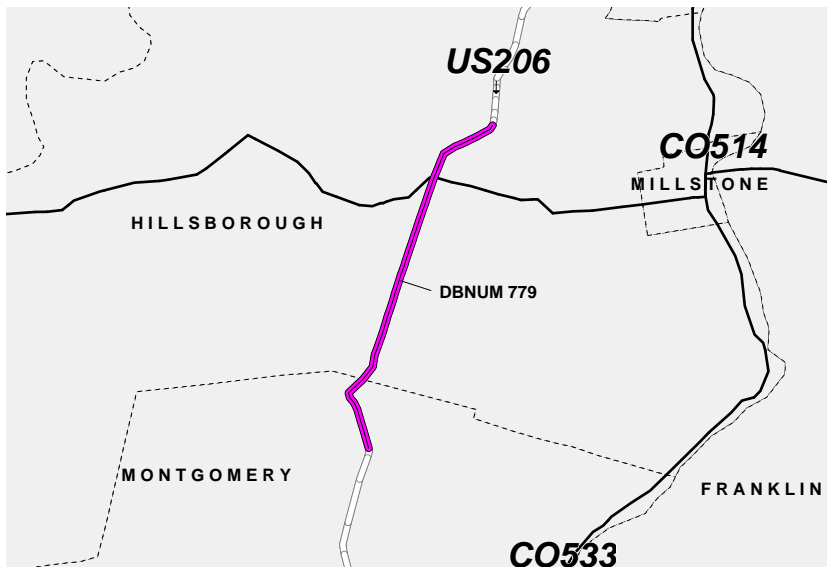 US206
CO514
MILLSTONE
HILLSBOROUGH
DBNUM 779
MONTGOMERY
FRANKLIN
CO533